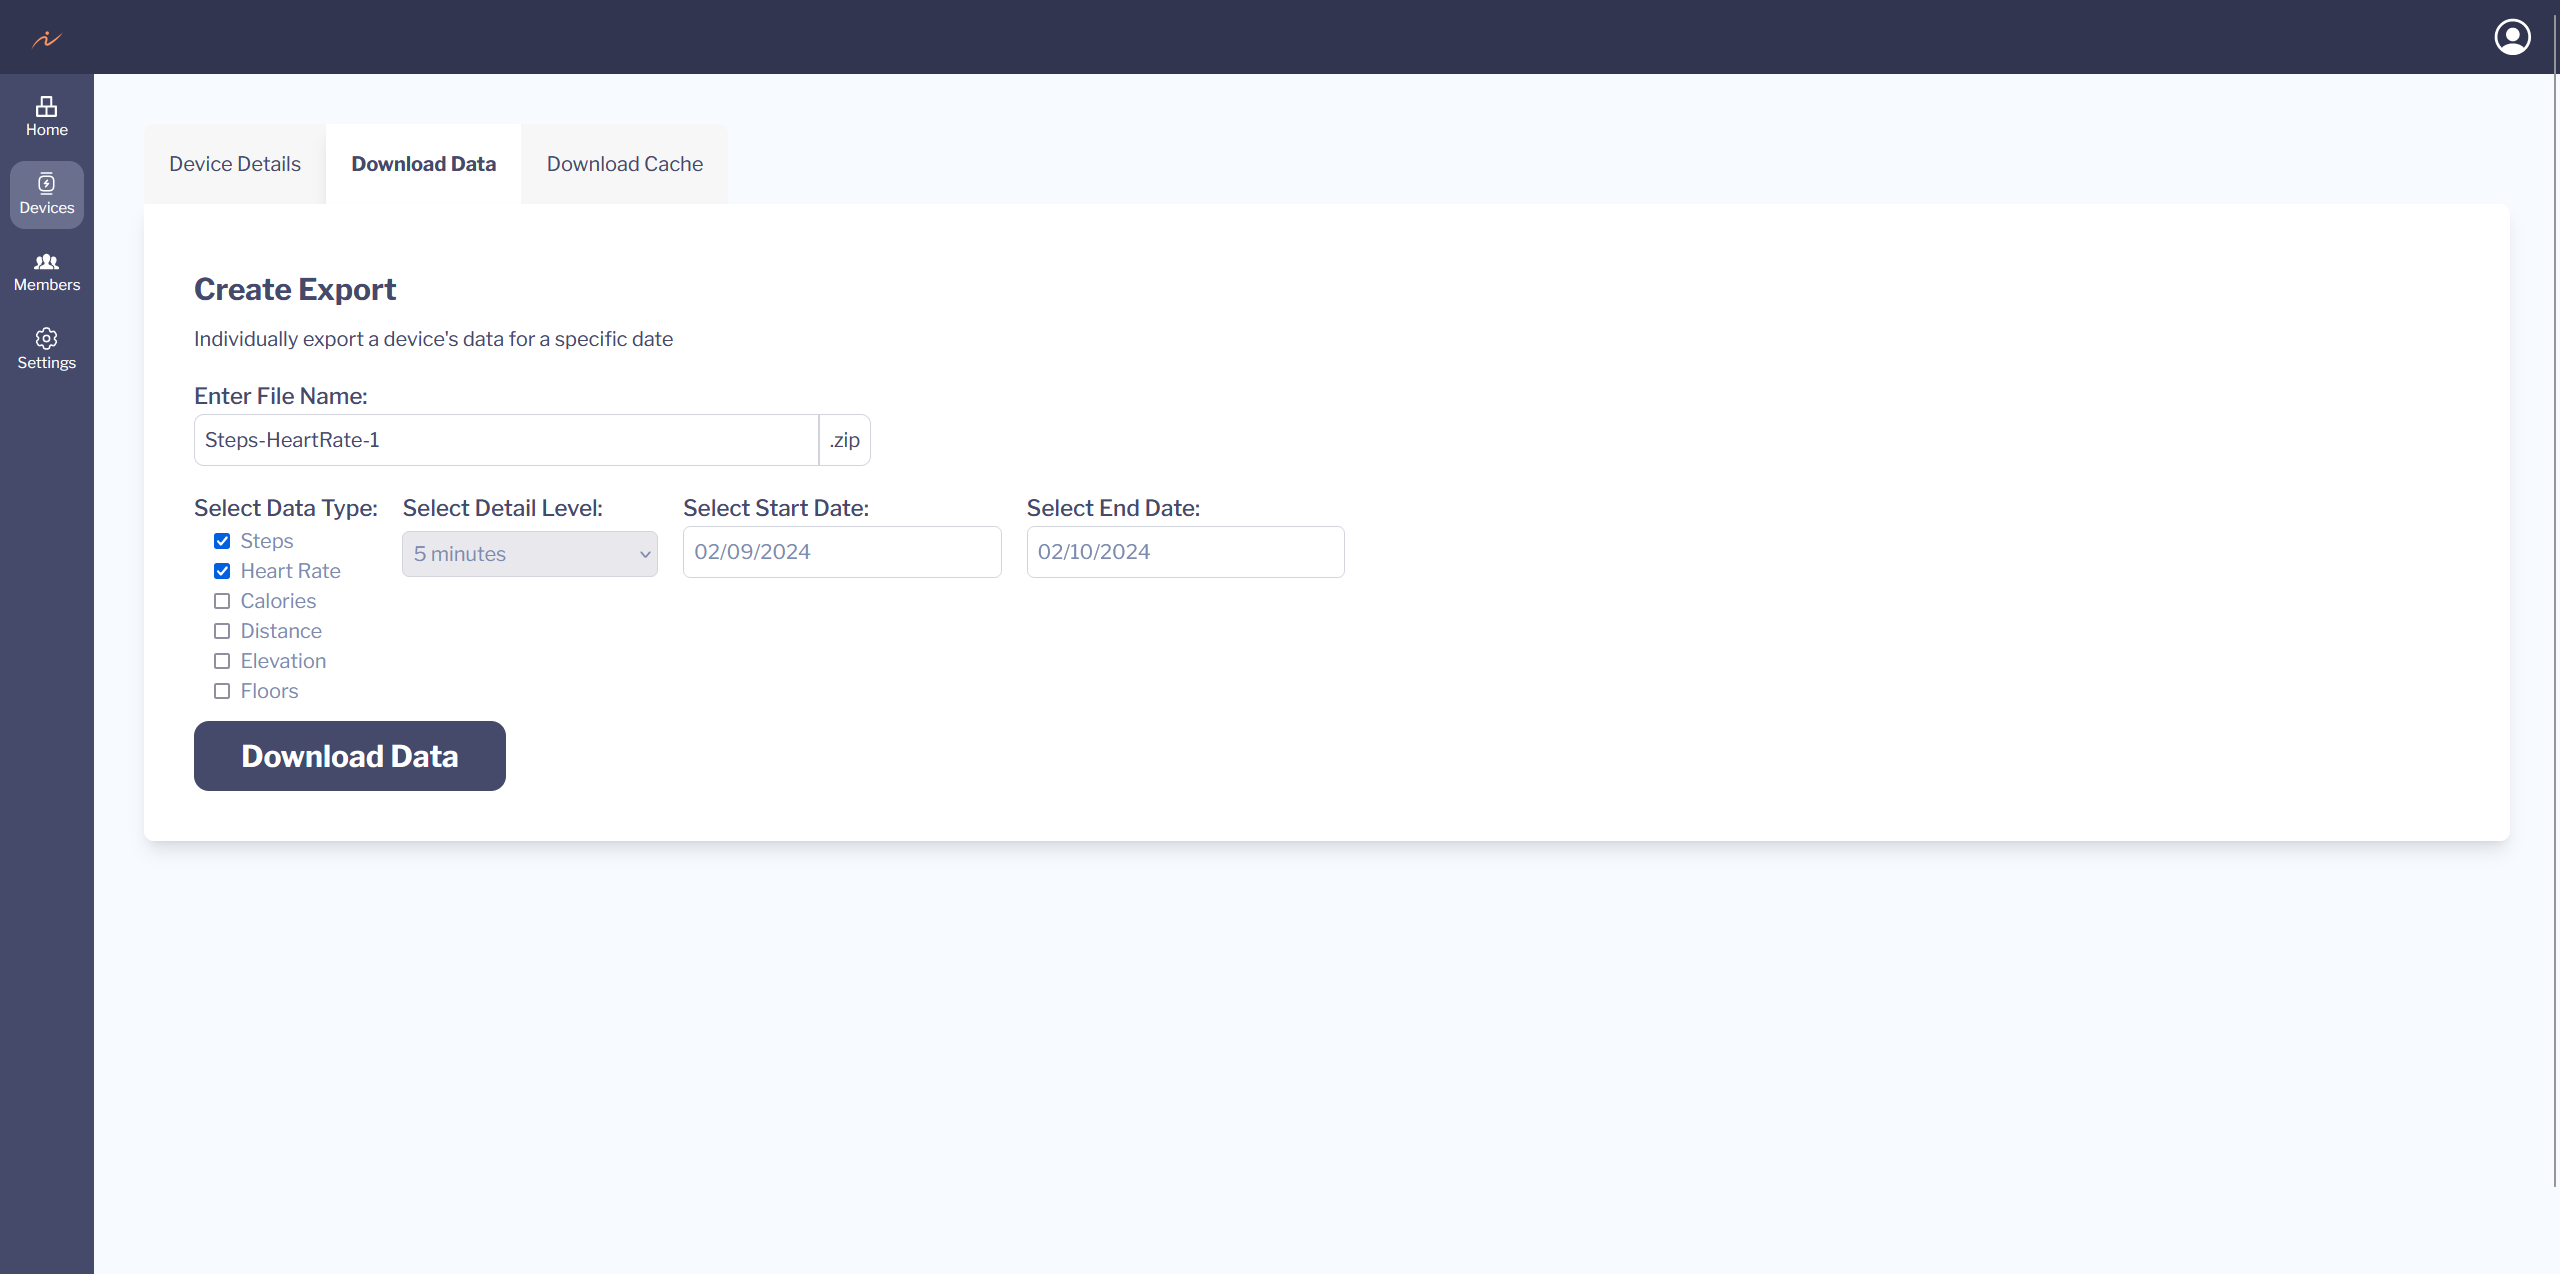 Home
Devices
Members
Settings
Device Details
Download Data
Download Cache
Create Export
Individually export a device's data for a specific date
Enter File Name:
Steps-HeartRate-1 .zip
Select Data Type: Select Detail Level: Select Start Date: Select End Date:
Steps
Heart Rate
Calories
Distance
Elevation
Floors
5 minutes
02/09/2024
02/10/2024
Download Data